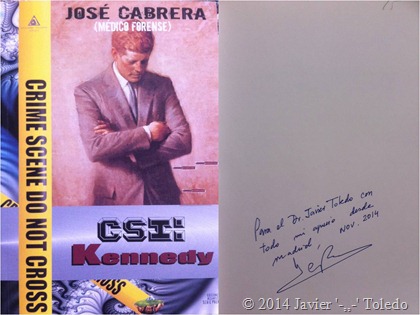 JOSÉ CABRERA
(MEDICO FORENSE)
CRIME SCENE DO NOT CROSS
CSI:
Kennedy
Para el Dr. Javier Toledo con
todo mi aprecio desde
Madrid,
NOV. 2014
© 2014 Javier '-,,-' Toledo